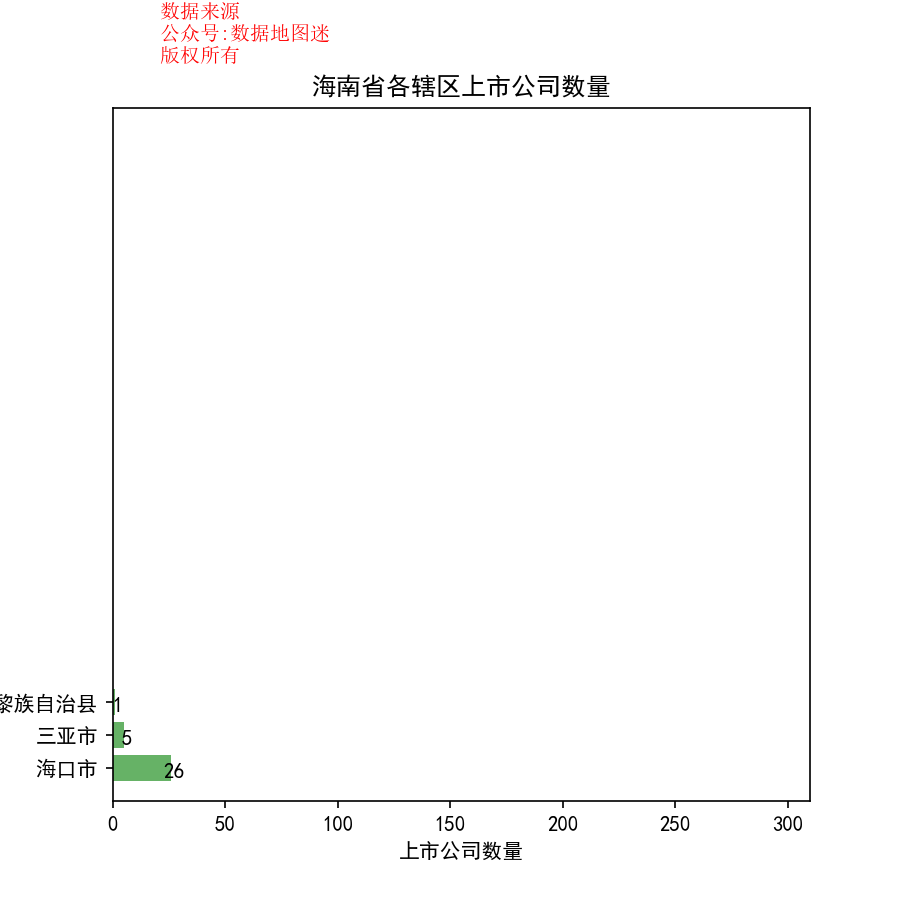 数据来源
公众号:数据地图迷
版权所有
海南省各辖区上市公司数量
黎族自治县 1
三亚市 5
海口市 26
0 50 100 150 200 250 300
上市公司数量